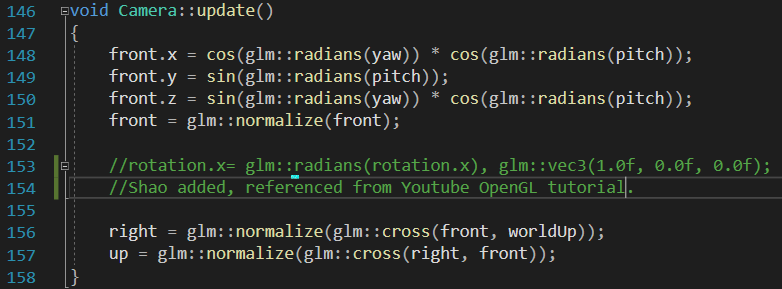 146 void Camera::update()
147 {
148 front.x = cos(glm::radians(yaw)) * cos(glm::radians(pitch));
149 front.y = sin(glm::radians(pitch));
150 front.z = sin(glm::radians(yaw)) * cos(glm::radians(pitch));
151 front = glm::normalize(front);
152
153 //rotation.x= glm::radians(rotation.x), glm::vec3(1.0f, 0.0f, 0.0f);
154 //Shao added, referenced from Youtube OpenGL tutorial.
155
156 right = glm::normalize(glm::cross(front, worldUp));
157 up = glm::normalize(glm::cross(right, front));
158 }